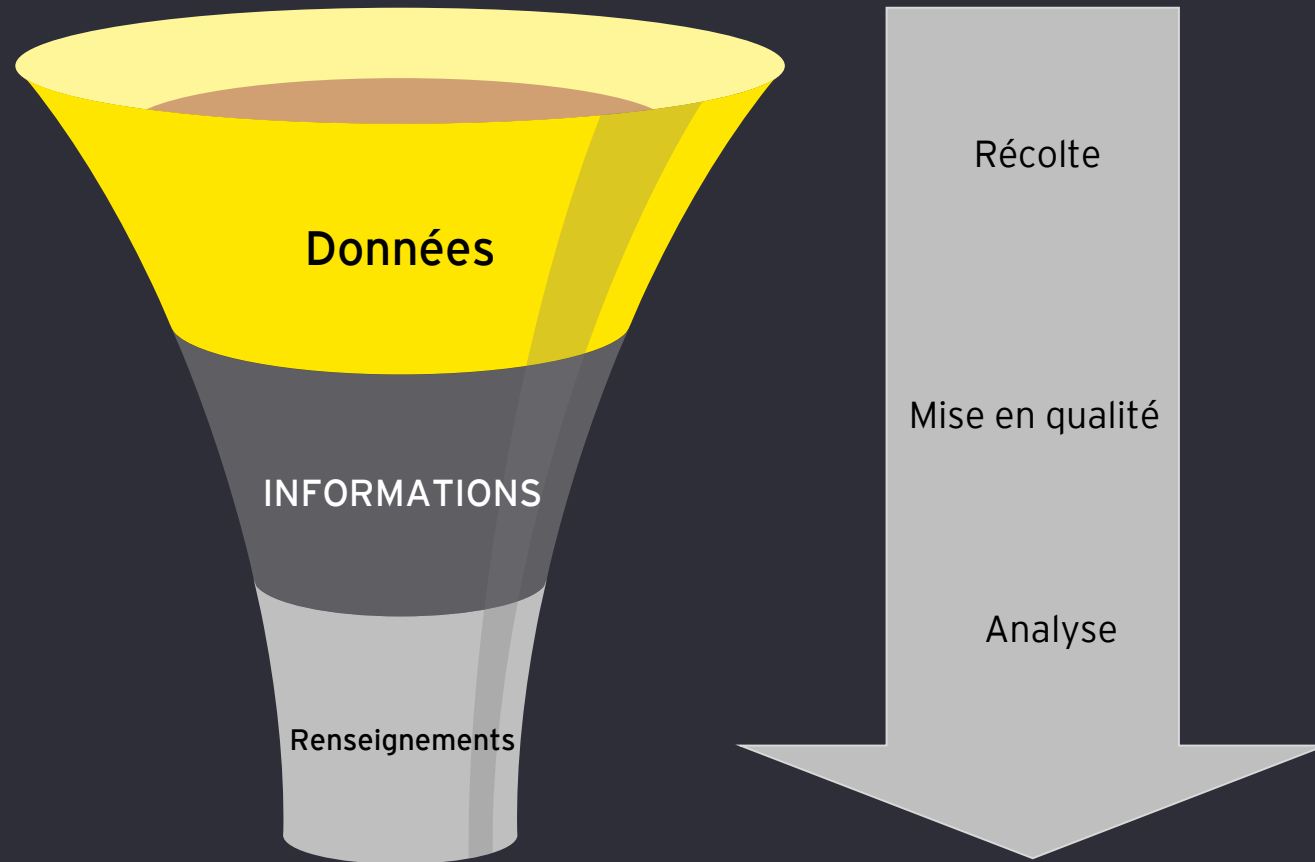 Données
INFORMATIONS
Renseignements
Récolte
Mise en qualité
Analyse